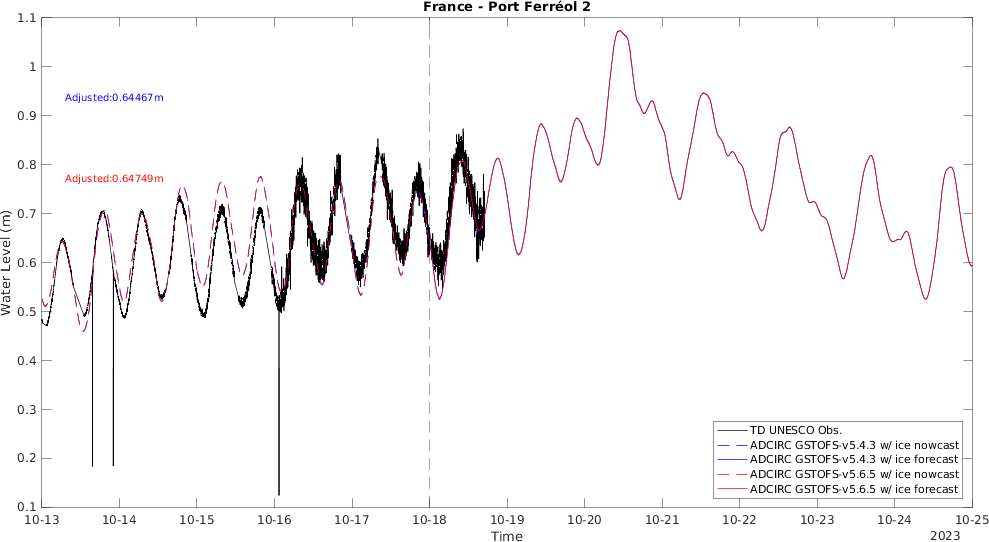 France - Port Ferréol 2
1.1
1
0.9
0.8
0.7
0.6
0.5
0.4
0.3
0.2
0.1
Water Level (m)
Adjusted:0.64467m
Adjusted:0.64749m
TD UNESCO Obs.
ADCIRC GSTOFS-v5.4.3 w/ ice nowcast
ADCIRC GSTOFS-v5.4.3 w/ ice forecast
ADCIRC GSTOFS-v5.6.5 w/ ice nowcast
ADCIRC GSTOFS-v5.6.5 w/ ice forecast
10-13 10-14 10-15 10-16 10-17 10-18 10-19 10-20 10-21 10-22 10-23 10-24 10-25
Time
2023